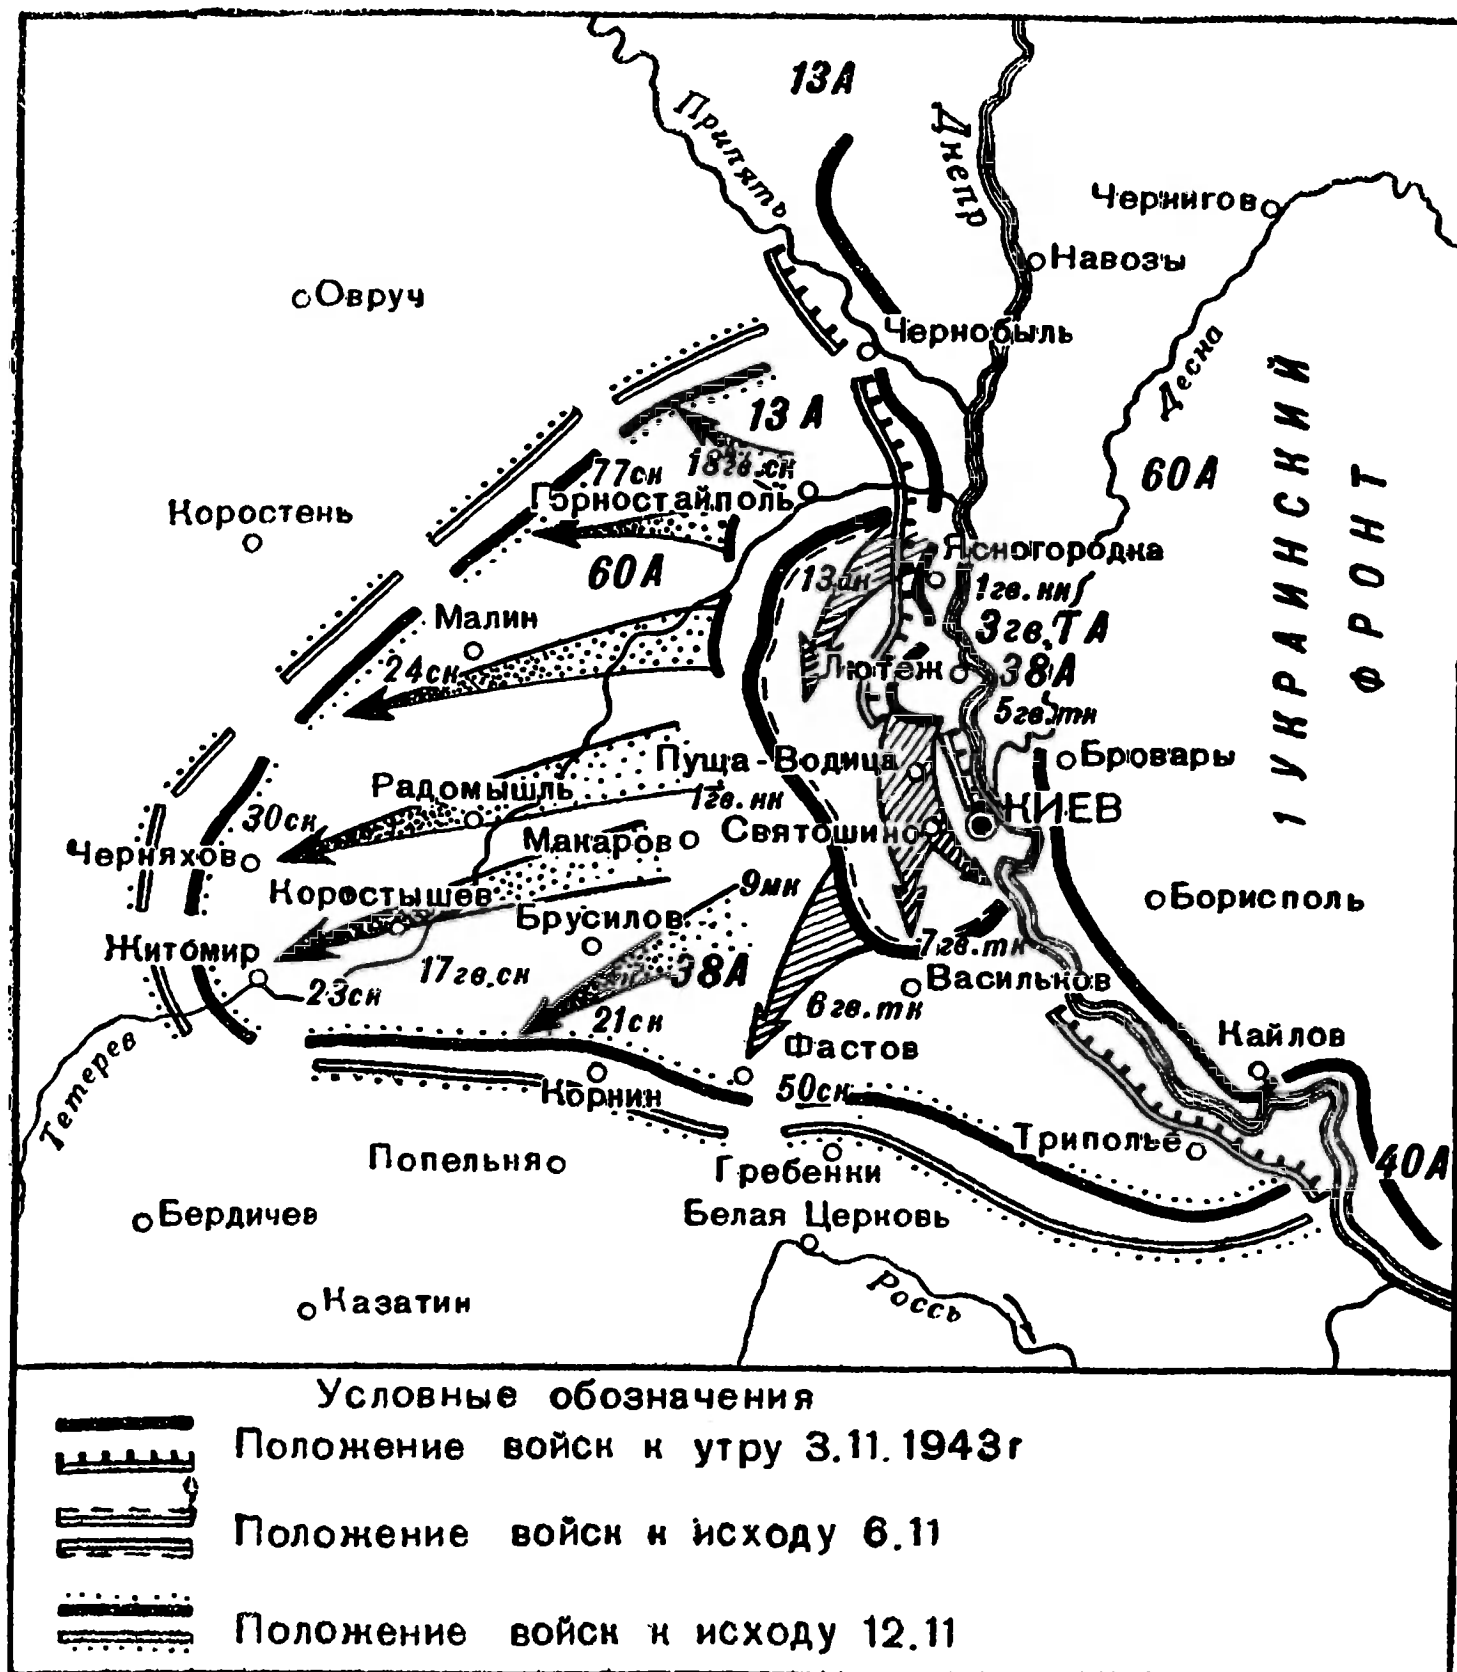 13А
Припять
Днепр
Чернигов
Навозы
Овруч
Чернобыль
Десна
1 УКРАИНСКИЙ
ФРОНТ
13 А
77ск
18гв.ск
60А
Горностайполь
Коростень
Ясногородка
60А
1гв.кк
Малин
3гв.ТА
24ск
Лютеж
38А
5гв.тк
Пуща-Водица
Бровары
Радомышль
1гв.кк
КИЕВ
30ск
Святошино
Макаров
Черняхов
9мк
Коростышев
Брусилов
Борисполь
Житомир
7гв.тк
17гв.ск
38А
Васильков
23ск
6гв.тк
21ск
Фастов
Кайлов
Тетерев
Корнин
50ск
Триполье
Попельня
Гребенки
40А
Бердичев
Белая Церковь
Россь
Казатин
Условные обозначения
Положение войск к утру 3.11.1943г
Положение войск к исходу 6.11
Положение войск к исходу 12.11